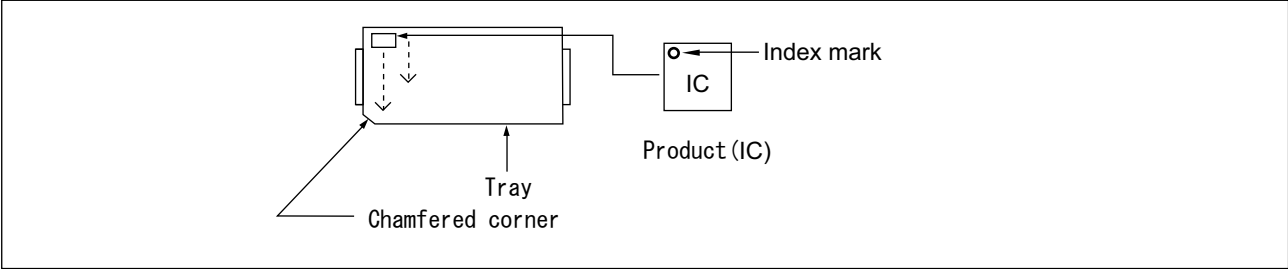 Index mark
IC
Product(IC)
Tray
Chamfered corner